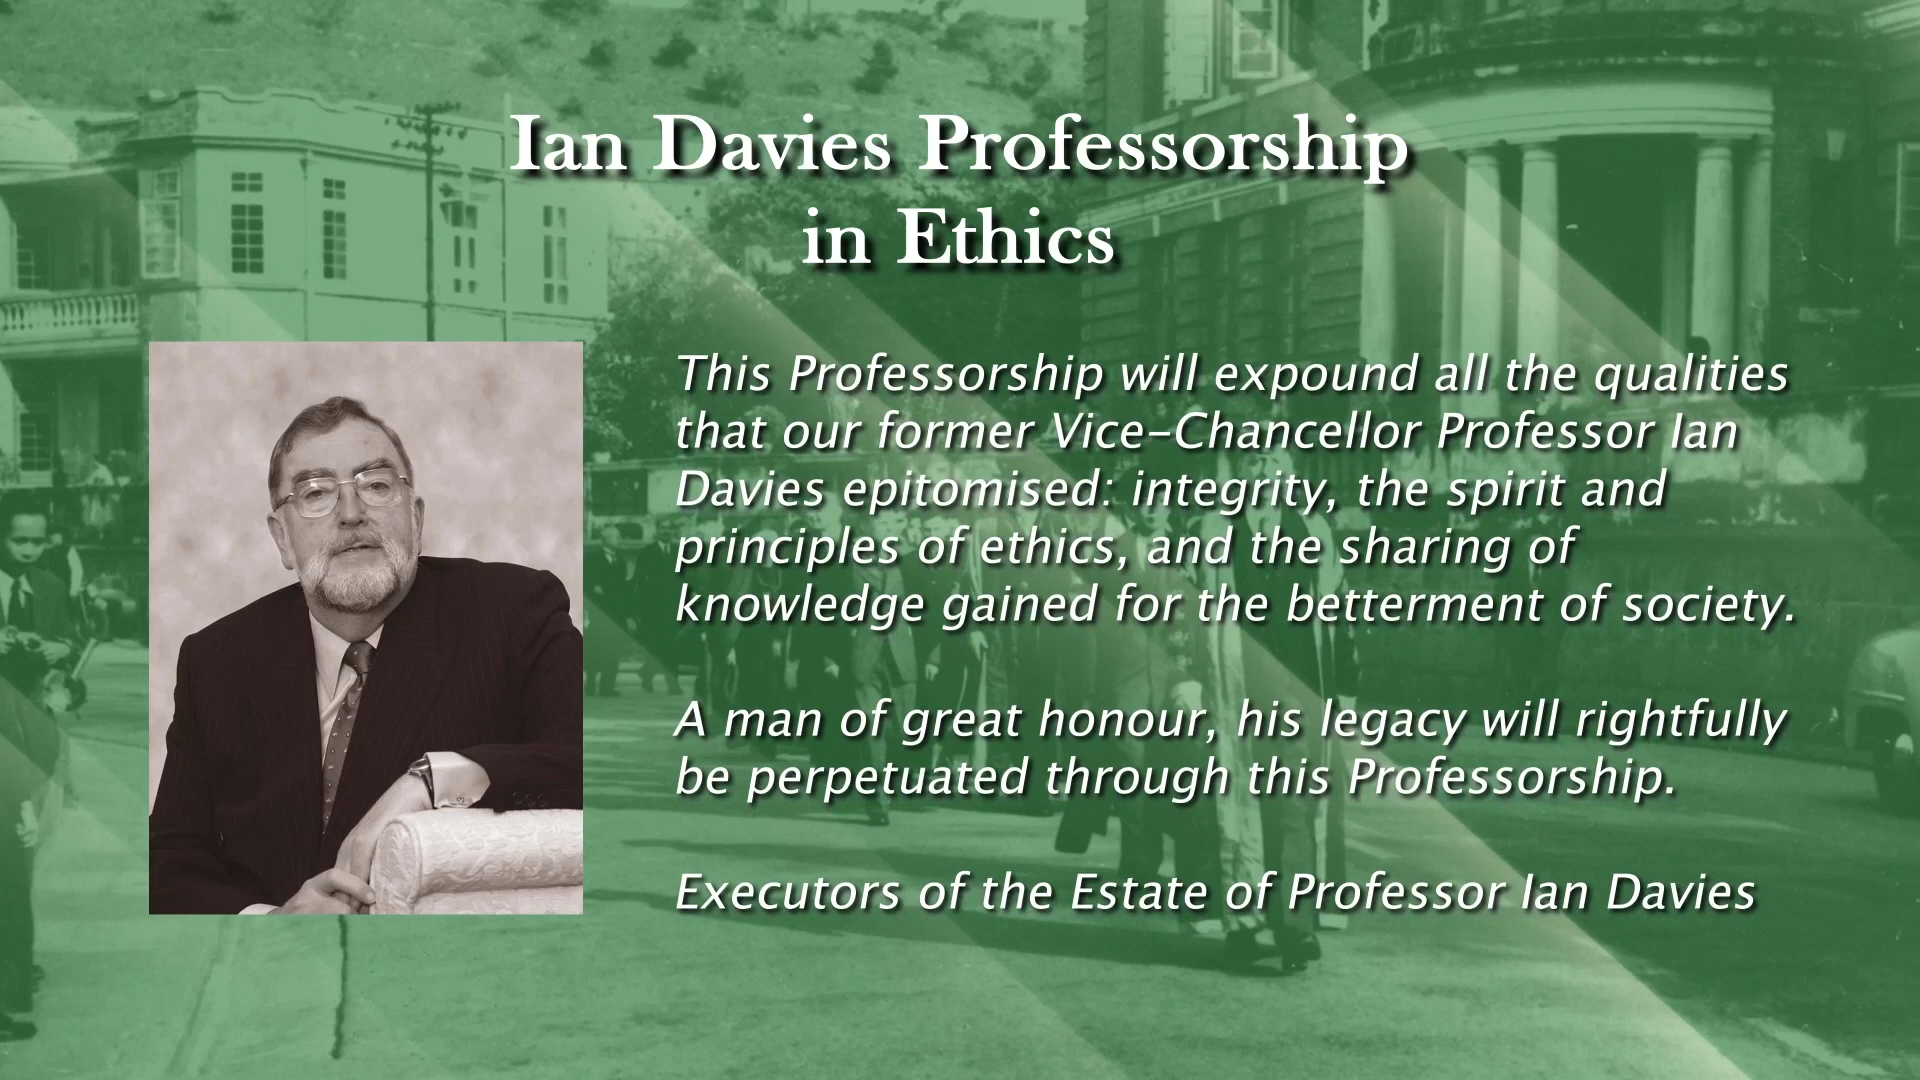 Ian Davies Professorship
in Ethics
This Professorship will expound all the qualities
that our former Vice-Chancellor Professor Ian
Davies epitomised: integrity, the spirit and
principles of ethics, and the sharing of
knowledge gained for the betterment of society.
A man of great honour, his legacy will rightfully
be perpetuated through this Professorship.
Executors of the Estate of Professor Ian Davies